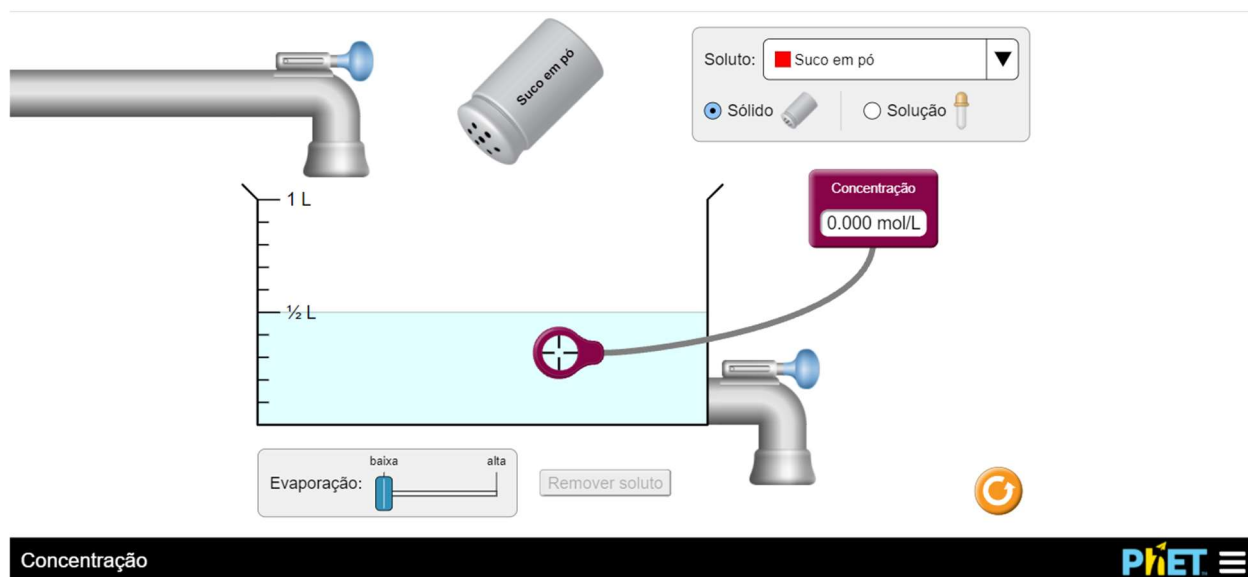 Suco em pó
Soluto: Suco em pó
Sólido Solução
Concentração
0.000 mol/L
1 L
½ L
baixa alta
Evaporação:
Remover soluto
Concentração
PhET